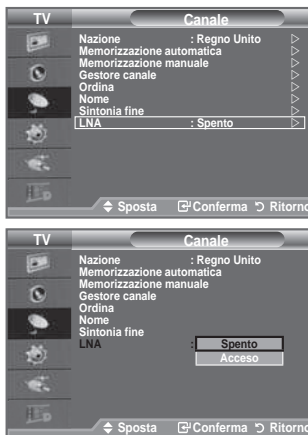 TV Canale
Nazione : Regno Unito
Memorizzazione automatica
Memorizzazione manuale
Gestore canale
Ordina
Nome
Sintonia fine
LNA : Spento
Sposta Conferma Ritorno
TV Canale
Nazione : Regno Unito
Memorizzazione automatica
Memorizzazione manuale
Gestore canale
Ordina
Nome
Sintonia fine
LNA : Spento
Acceso
Sposta Conferma Ritorno